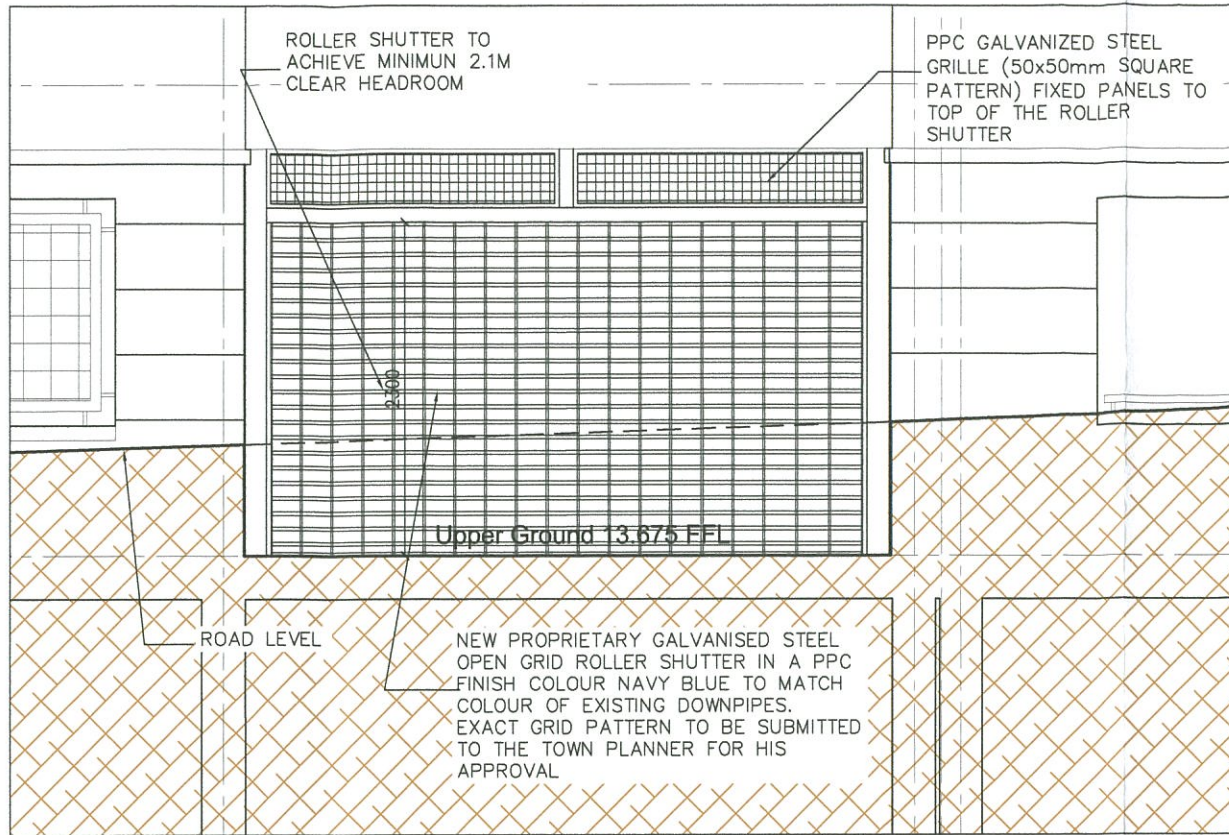 ROLLER SHUTTER TO
ACHIEVE MINIMUN 2.1M
CLEAR HEADROOM
PPC GALVANIZED STEEL
GRILLE (50x50mm SQUARE
PATTERN) FIXED PANELS TO
TOP OF THE ROLLER
SHUTTER
2300
Upper Ground 13.675 FFL
ROAD LEVEL
NEW PROPRIETARY GALVANISED STEEL
OPEN GRID ROLLER SHUTTER IN A PPC
FINISH COLOUR NAVY BLUE TO MATCH
COLOUR OF EXISTING DOWNPIPES.
EXACT GRID PATTERN TO BE SUBMITTED
TO THE TOWN PLANNER FOR HIS
APPROVAL